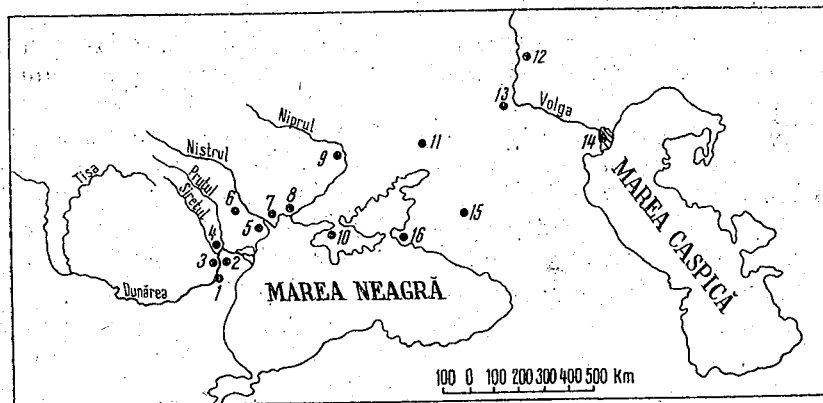 12
13
Volga
14
Niprul
11
Nistrul
9
Tisa
Prutul
Siretul
6
7
8
5
15
10
16
4
3
2
1
Dunărea
MAREA NEAGRĂ
MAREA CASPICĂ
100 0 100 200 300 400 500 Km